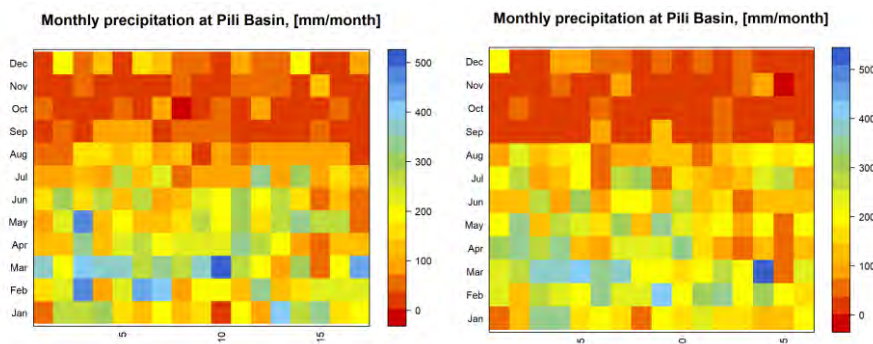 Monthly precipitation at Pili Basin, [mm/month]
Dec
Nov
Oct
Sep
Aug
Jul
Jun
May
Apr
Mar
Feb
Jan
5
10
15
500
400
300
200
100
0
Monthly precipitation at Pili Basin, [mm/month]
Dec
Nov
Oct
Sep
Aug
Jul
Jun
May
Apr
Mar
Feb
Jan
5
0
5
500
400
300
200
100
0